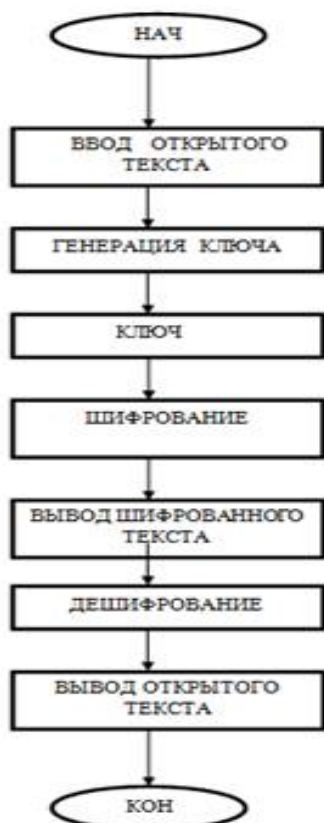 НАЧ
ВВОД ОТКРЫТОГО
ТЕКСТА
ГЕНЕРАЦИЯ КЛЮЧА
КЛЮЧ
ШИФРОВАНИЕ
ВЫВОД ШИФРОВАННОГО
ТЕКСТА
ДЕШИФРОВАНИЕ
ВЫВОД ОТКРЫТОГО
ТЕКСТА
КОН